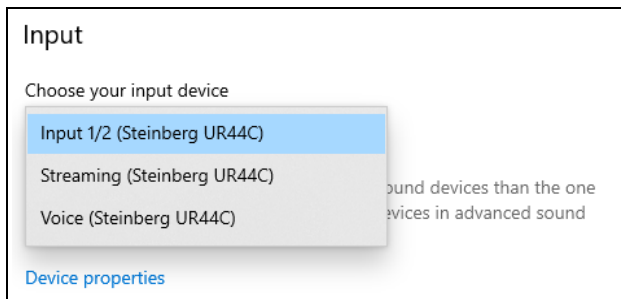 Input
Choose your input device
Input 1/2 (Steinberg UR44C)
Streaming (Steinberg UR44C)
ound devices than the one
Voice (Steinberg UR44C)
evices in advanced sound
Device properties